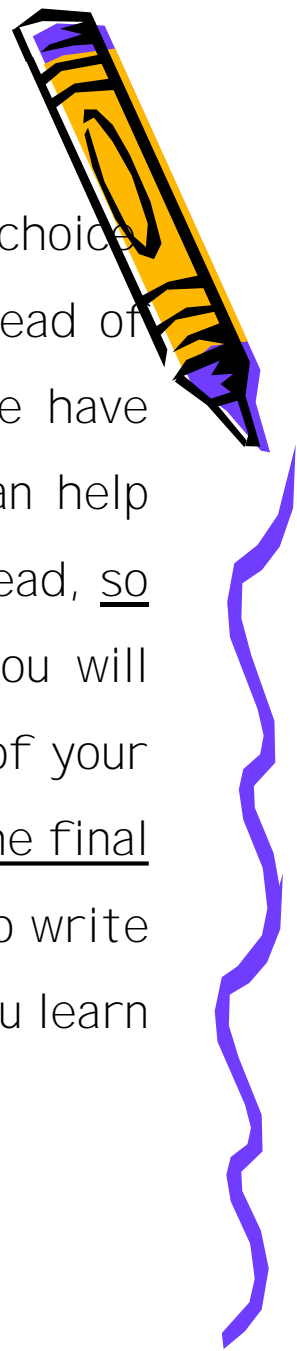 choice
ead of
e have
an help
ead, so
ou will
of your
he final
o write
u learn